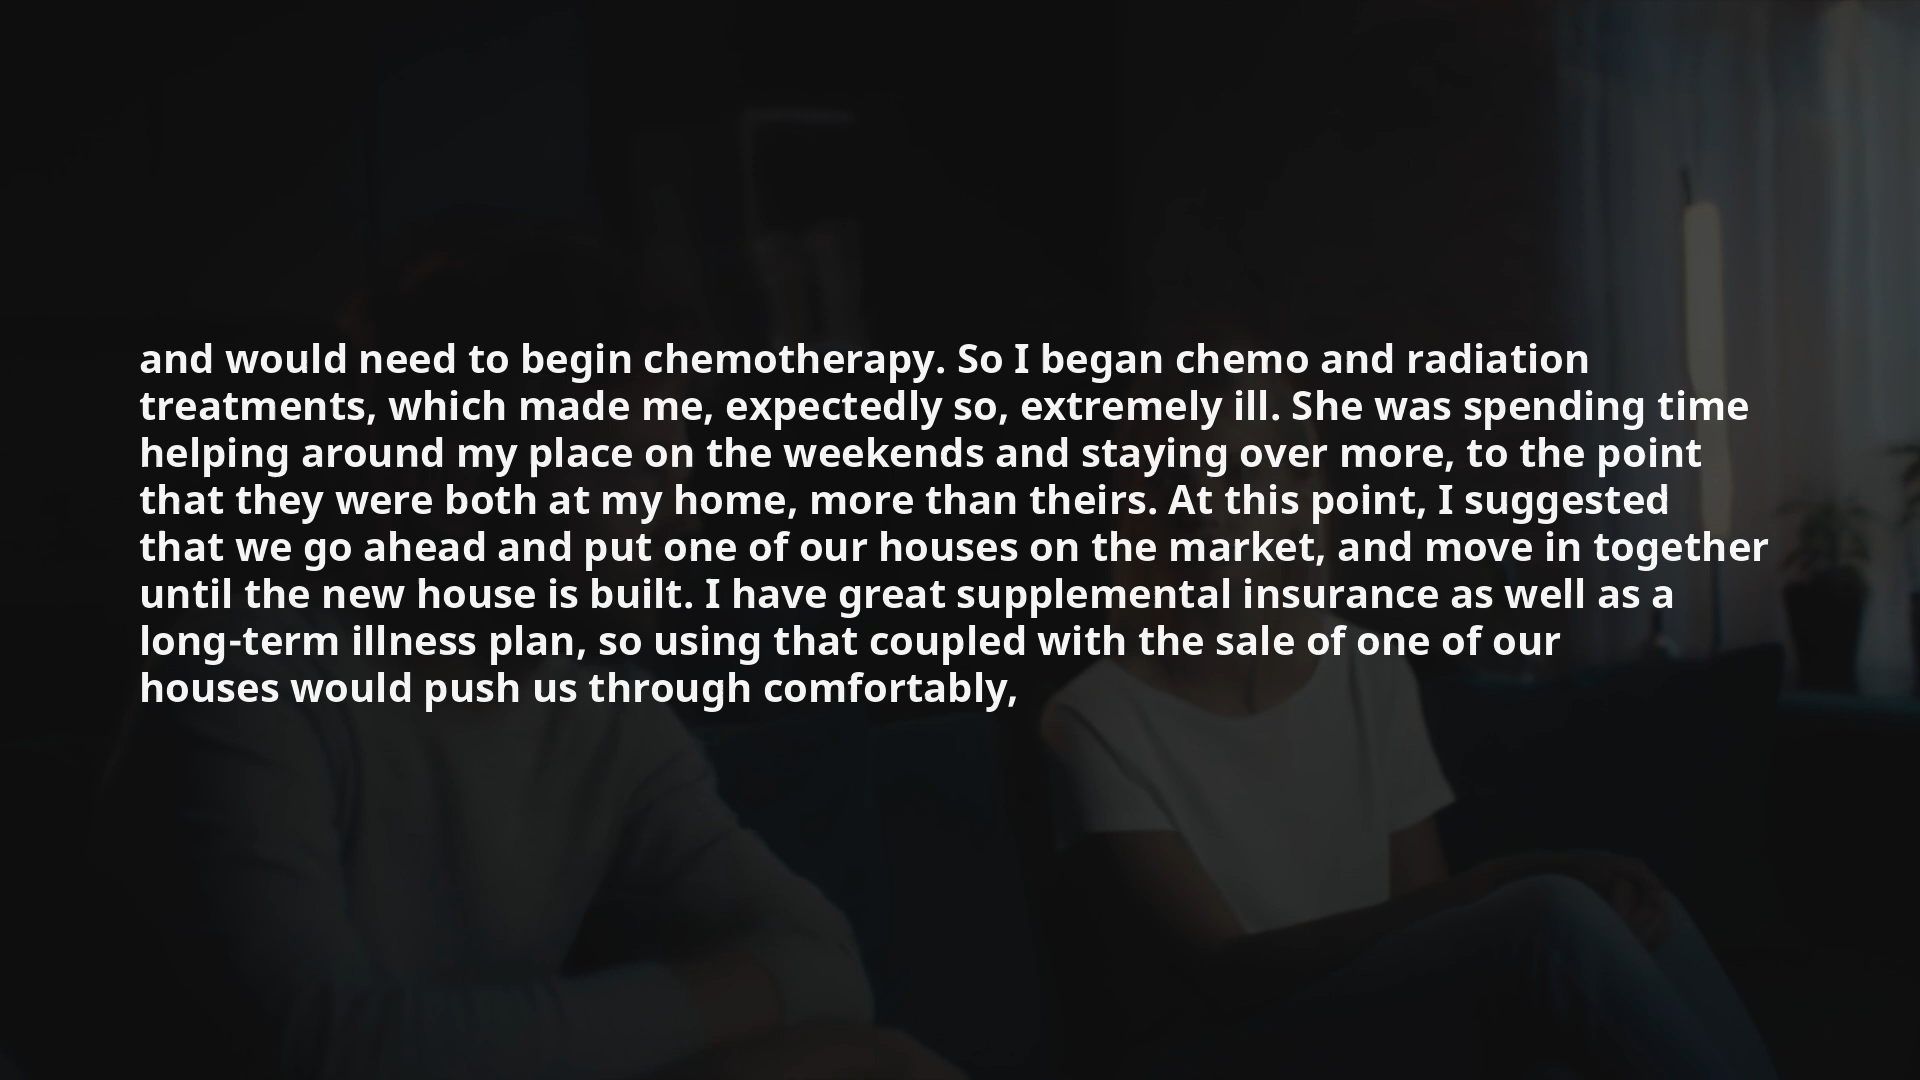 and would need to begin chemotherapy. So I began chemo and radiation
treatments, which made me, expectedly so, extremely ill. She was spending time
helping around my place on the weekends and staying over more, to the point
that they were both at my home, more than theirs. At this point, I suggested
that we go ahead and put one of our houses on the market, and move in together
until the new house is built. I have great supplemental insurance as well as a
long-term illness plan, so using that coupled with the sale of one of our
houses would push us through comfortably,